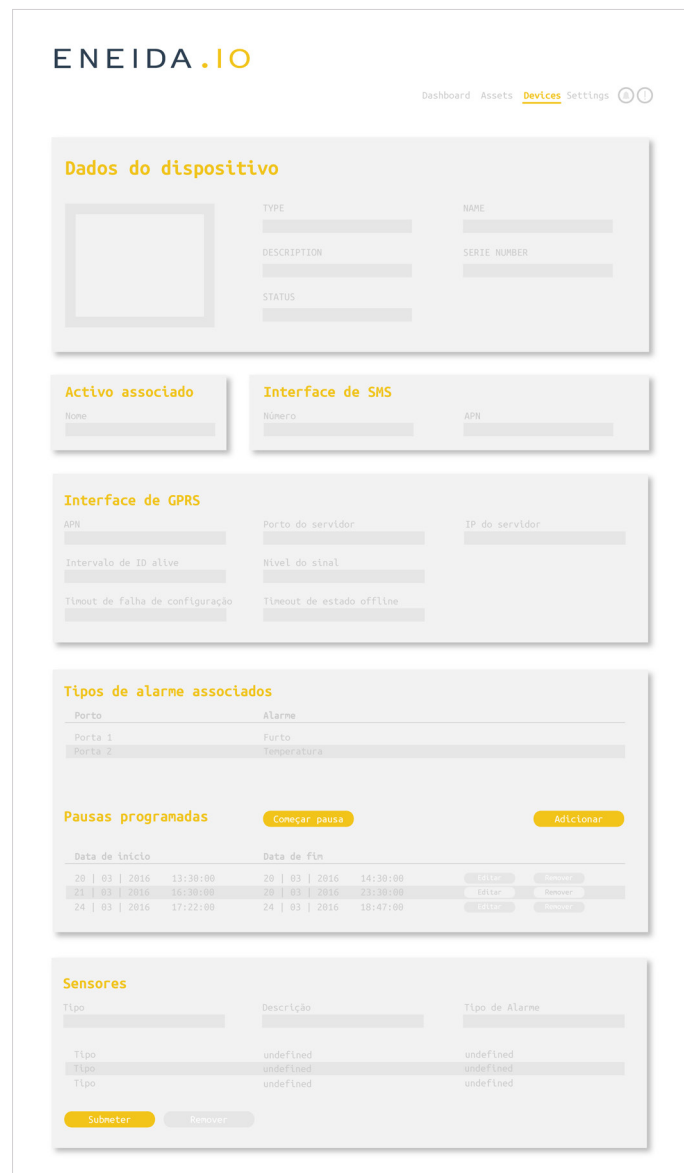 ENEIDA.IO
Dashboard Assets Devices Settings
Dados do dispositivo
TYPE NAME
DESCRIPTION SERIE NUMBER
STATUS
Activo associado Interface de SMS
Nome Número APN
Interface de GPRS
APN Porto do servidor IP do servidor
Intervalo de ID alive Nivel do sinal
Timout de falha de configuração Timeout de estado offline
Tipos de alarme associados
Porto Alarme
Porta 1 Furto
Porta 2 Temperatura
Pausas programadas Começar pausa Adicionar
Data de inicio Data de fim
20 | 03 | 2016 13:30:00 20 | 03 | 2016 14:30:00 Editar Remover
21 | 03 | 2016 16:30:00 20 | 03 | 2016 23:30:00 Editar Remover
24 | 03 | 2016 17:22:00 24 | 03 | 2016 18:47:00 Editar Remover
Sensores
Tipo Descrição Tipo de Alarme
Tipo undefined undefined
Tipo undefined undefined
Tipo undefined undefined
Submeter Remover